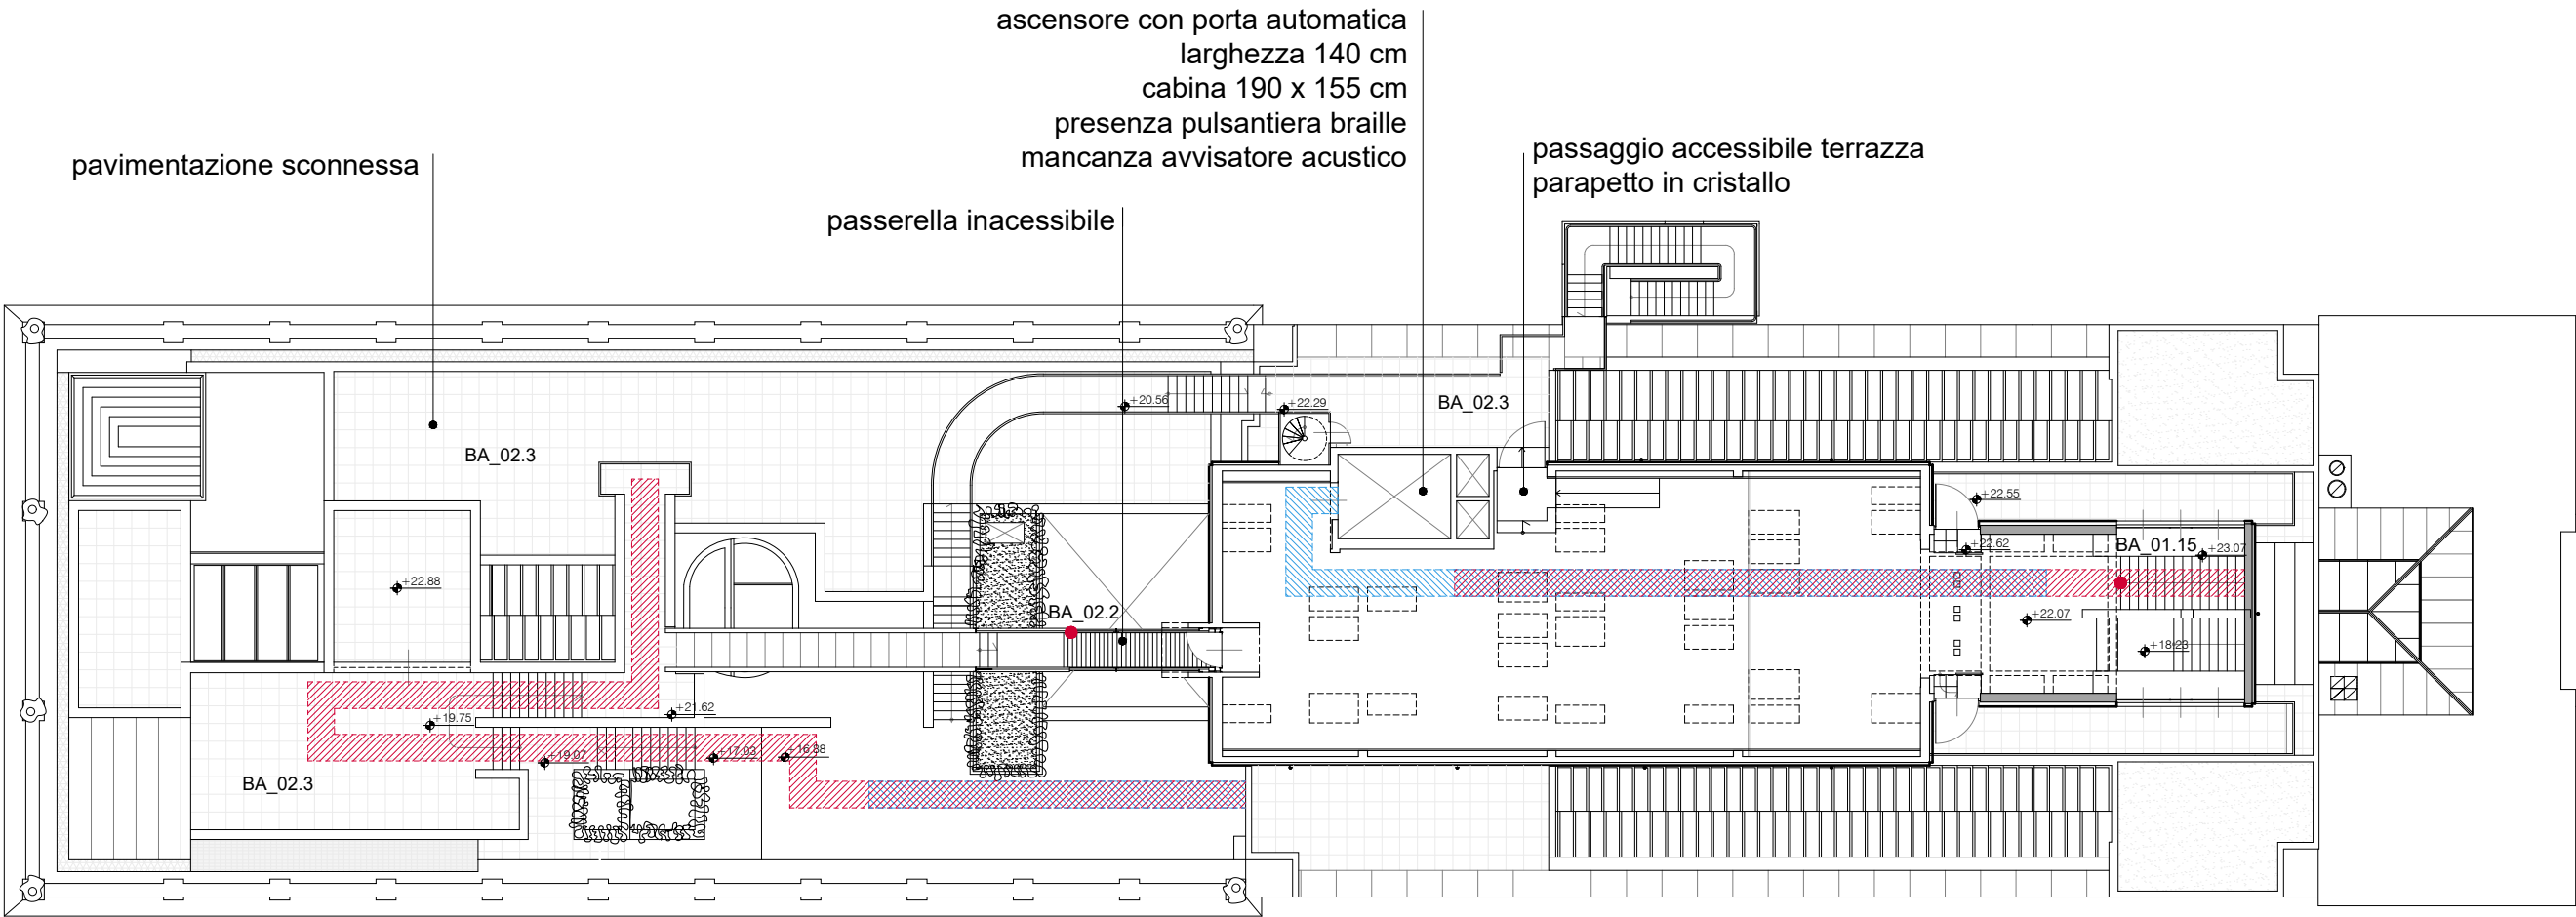 ascensore con porta automatica
larghezza 140 cm
cabina 190 x 155 cm
presenza pulsantiera braille
mancanza avvisatore acustico
passaggio accessibile terrazza
parapetto in cristallo
pavimentazione sconnessa
passerella inacessibile
+20.56
+22.29
BA_02.3
BA_02.3
+22.55
+22.62
BA_01.15
+23.07
+22.88
BA_02.2
+22.07
+18.23
+21.62
+19.75
+19.07
+17.03
+16.88
BA_02.3